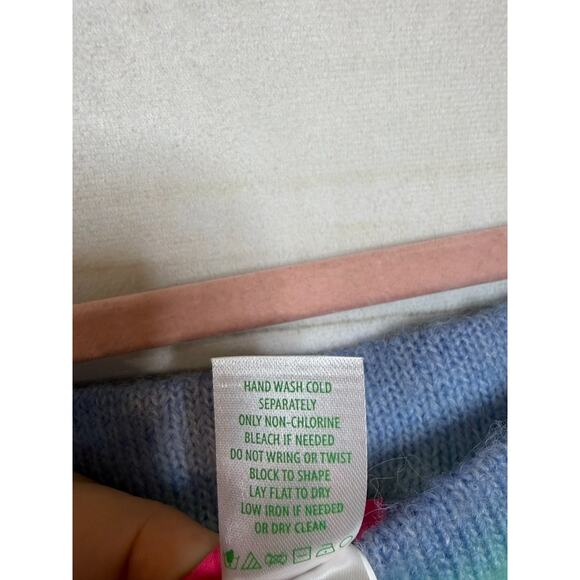 HAND WASH COLD
SEPARATELY
ONLY NON-CHLORINE
BLEACH IF NEEDED
DO NOT WRING OR TWIST
BLOCK TO SHAPE
LAY FLAT TO DRY
LOW IRON IF NEEDED
OR DRY CLEAN